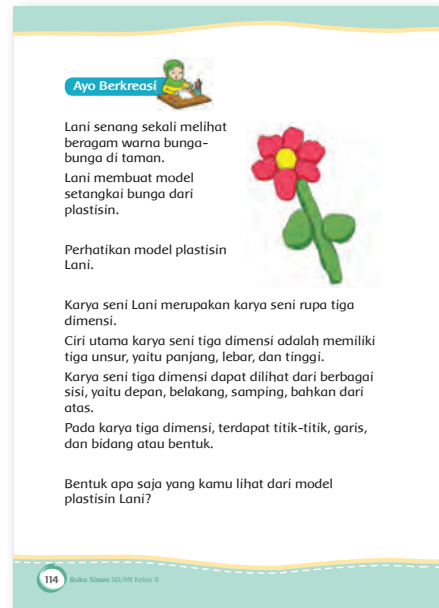 Ayo Berkreasi
Lani senang sekali melihat
beragam warna bunga-
bunga di taman.
Lani membuat model
setangkai bunga dari
plastisin.
Perhatikan model plastisin
Lani.
Karya seni Lani merupakan karya seni rupa tiga
dimensi.
Ciri utama karya seni tiga dimensi adalah memiliki
tiga unsur, yaitu panjang, lebar, dan tinggi.
Karya seni tiga dimensi dapat dilihat dari berbagai
sisi, yaitu depan, belakang, samping, bahkan dari
atas.
Pada karya tiga dimensi, terdapat titik-titik, garis,
dan bidang atau bentuk.
Bentuk apa saja yang kamu lihat dari model
plastisin Lani?
114 Buku Siswa SD/MI Kelas II